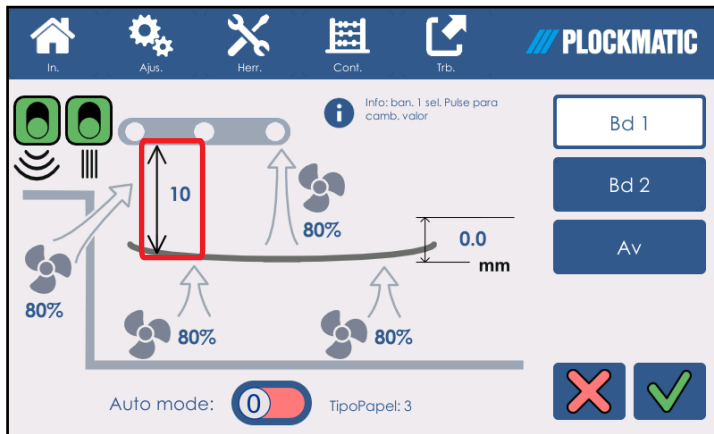 In.
Ajus.
Herr.
Cont.
Trb.
PLOCKMATIC
Info: ban. 1 sel. Pulse para
camb. valor
Bd 1
Bd 2
Av
10
80%
0.0
mm
80%
80%
80%
Auto mode:
0
TipoPapel: 3